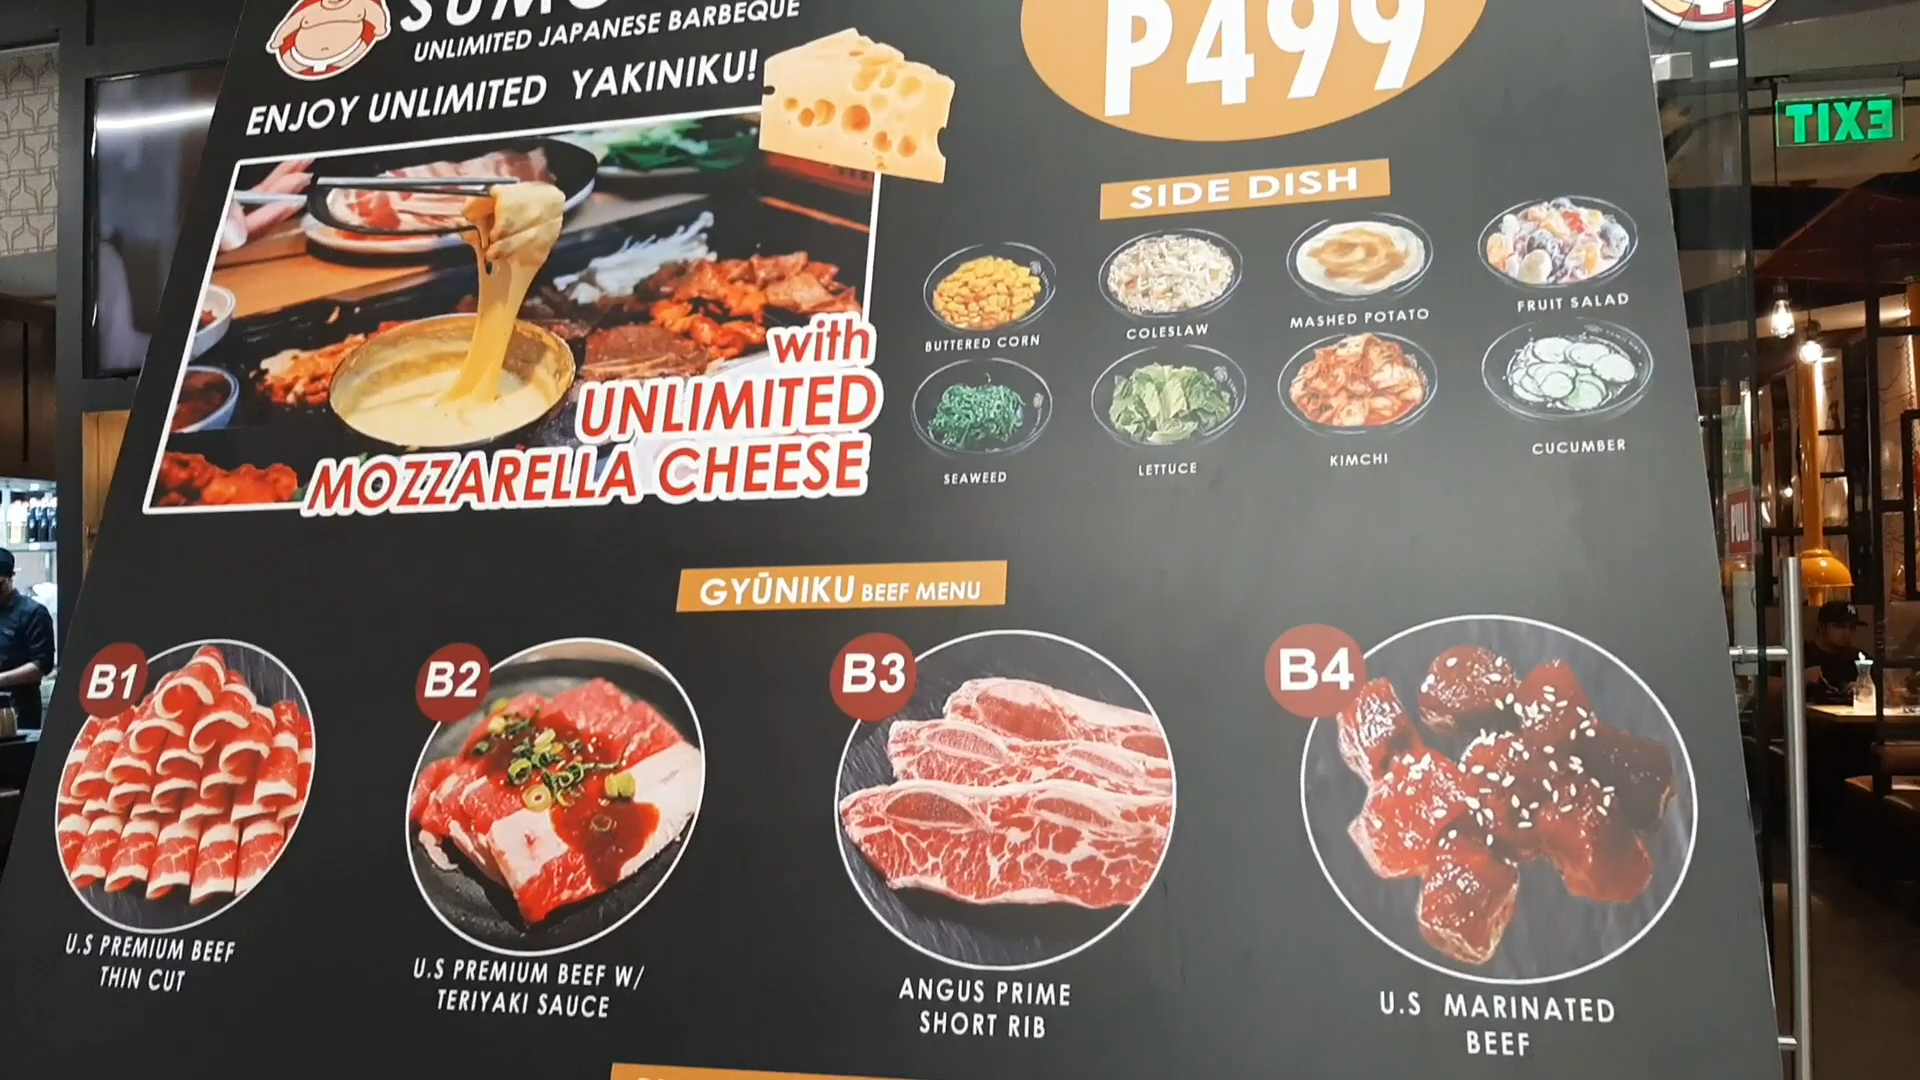 UNLIMITED JAPANESE BARBEQUE
ENJOY UNLIMITED YAKINIKU!
with
UNLIMITED
MOZZARELLA CHEESE
P499
SIDE DISH
BUTTERED CORN
COLESLAW
MASHED POTATO
FRUIT SALAD
SEAWEED
LETTUCE
KIMCHI
CUCUMBER
GYŪNIKU BEEF MENU
B1
U.S PREMIUM BEEF
THIN CUT
B2
U.S PREMIUM BEEF W/
TERIYAKI SAUCE
B3
ANGUS PRIME
SHORT RIB
B4
U.S MARINATED
BEEF
EXIT
PULL